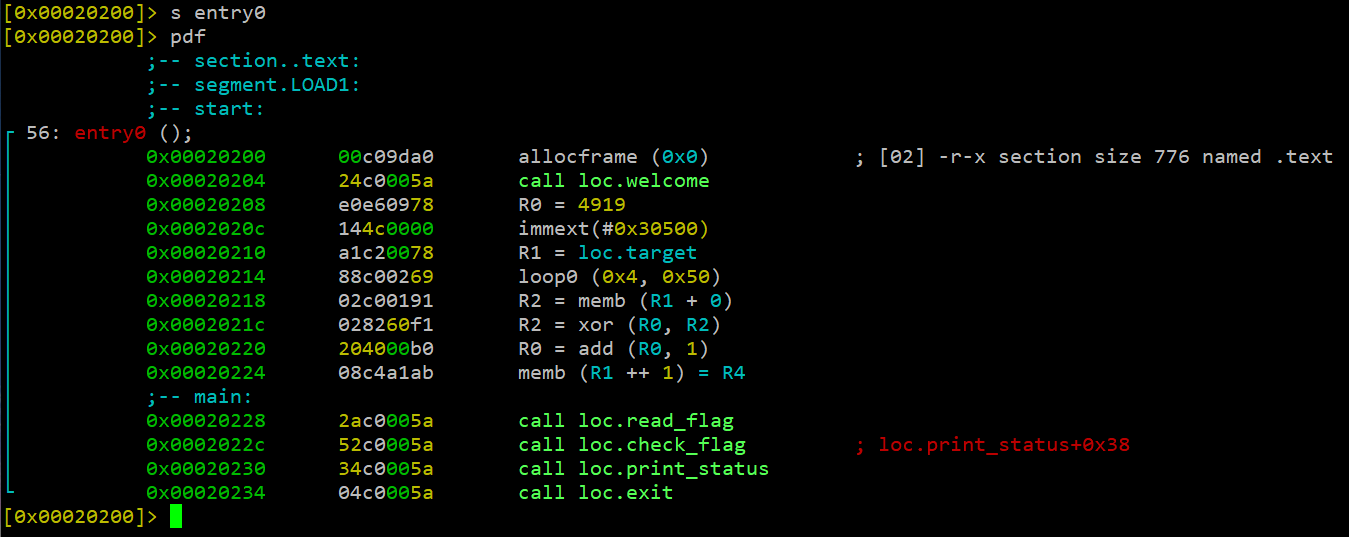 [0x00020200]> s entry0
[0x00020200]> pdf
;-- section..text:
;-- segment.LOAD1:
;-- start:
56: entry0 ();
0x00020200 00c09da0 allocframe (0x0) ; [02] -r-x section size 776 named .text
0x00020204 24c0005a call loc.welcome
0x00020208 e0e60978 R0 = 4919
0x0002020c 144c0000 immext(#0x30500)
0x00020210 a1c20078 R1 = loc.target
0x00020214 88c00269 loop0 (0x4, 0x50)
0x00020218 02c00191 R2 = memb (R1 + 0)
0x0002021c 028260f1 R2 = xor (R0, R2)
0x00020220 204000b0 R0 = add (R0, 1)
0x00020224 08c4a1ab memb (R1 ++ 1) = R4
;-- main:
0x00020228 2ac0005a call loc.read_flag
0x0002022c 52c0005a call loc.check_flag ; loc.print_status+0x38
0x00020230 34c0005a call loc.print_status
0x00020234 04c0005a call loc.exit
[0x00020200]>